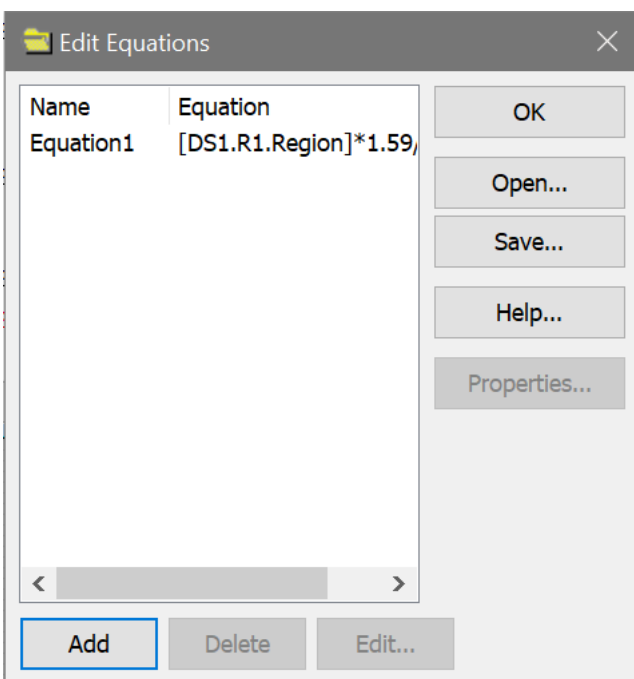 Edit Equations
Name Equation
Equation1 [DS1.R1.Region]*1.59/
OK
Open...
Save...
Help...
Properties...
Add Delete Edit...